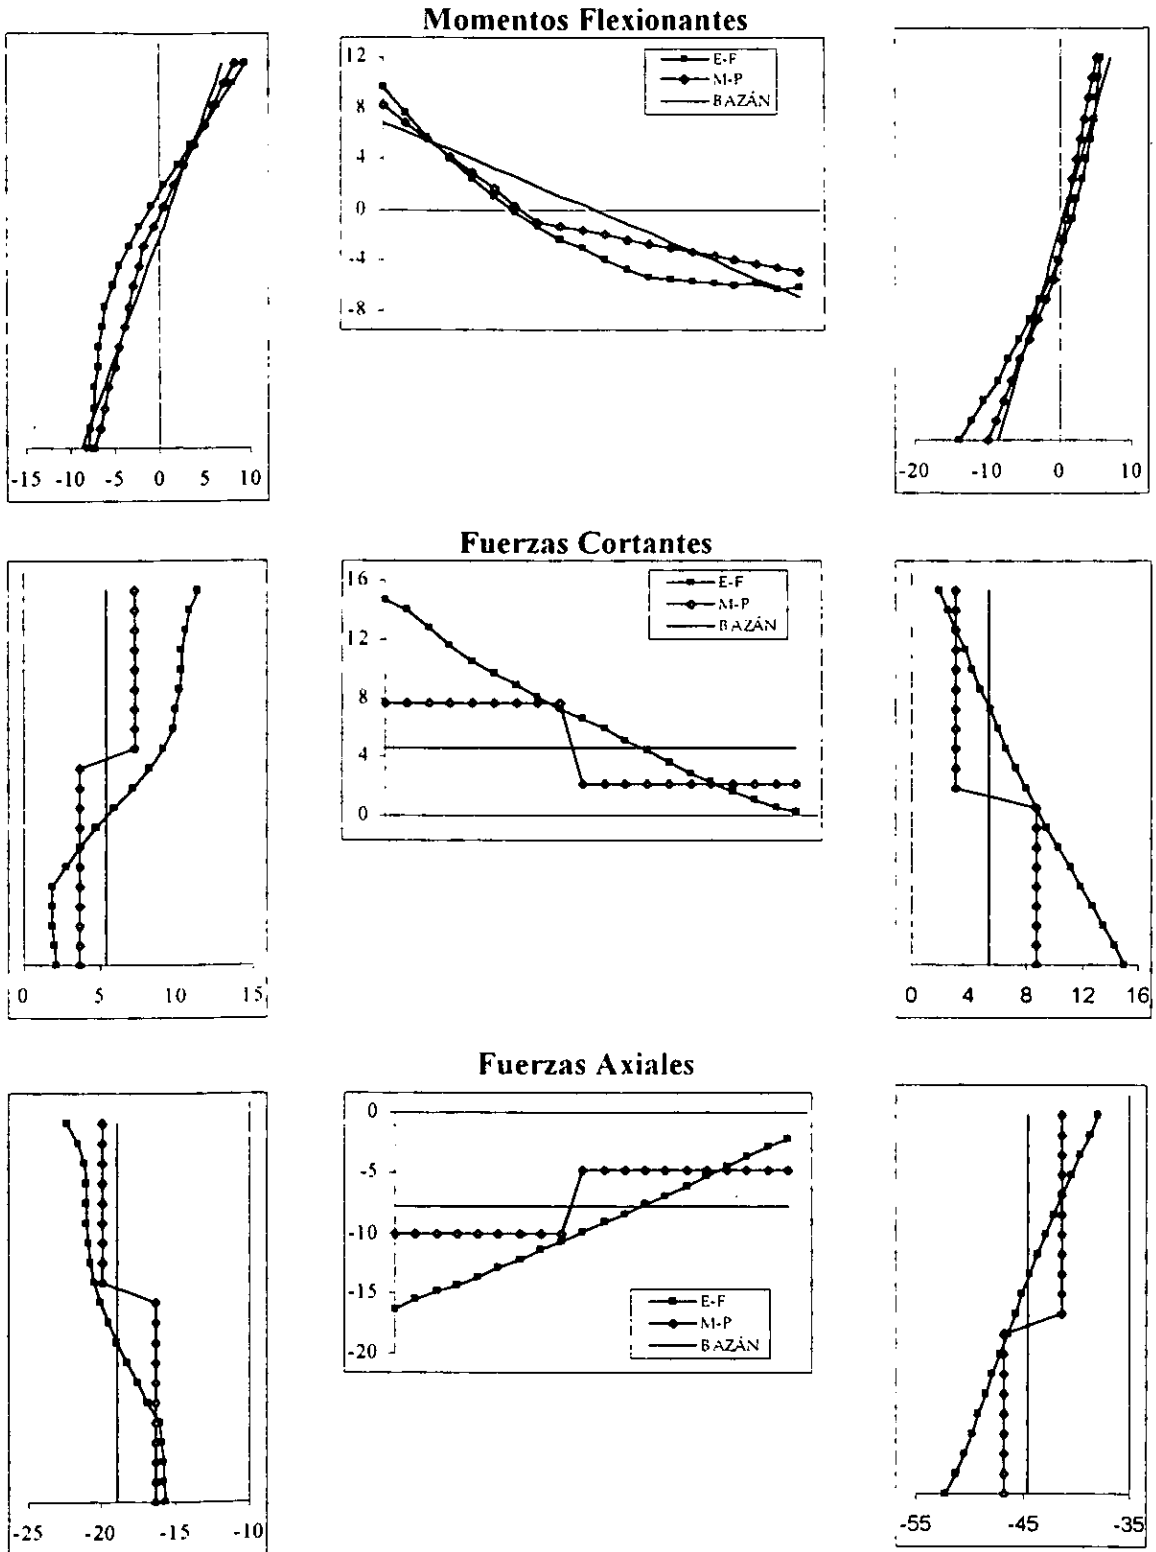 Momentos Flexionantes
12
8
4
0
-4
-8
E-F
M-P
BAZÁN
-15 -10 -5 0 5 10
-20 -10 0 10
Fuerzas Cortantes
16
12
8
4
0
E-F
M-P
BAZÁN
0 5 10 15
0 4 8 12 16
Fuerzas Axiales
0
-5
-10
-15
-20
E-F
M-P
BAZÁN
-25 -20 -15 -10
-55 -45 -35